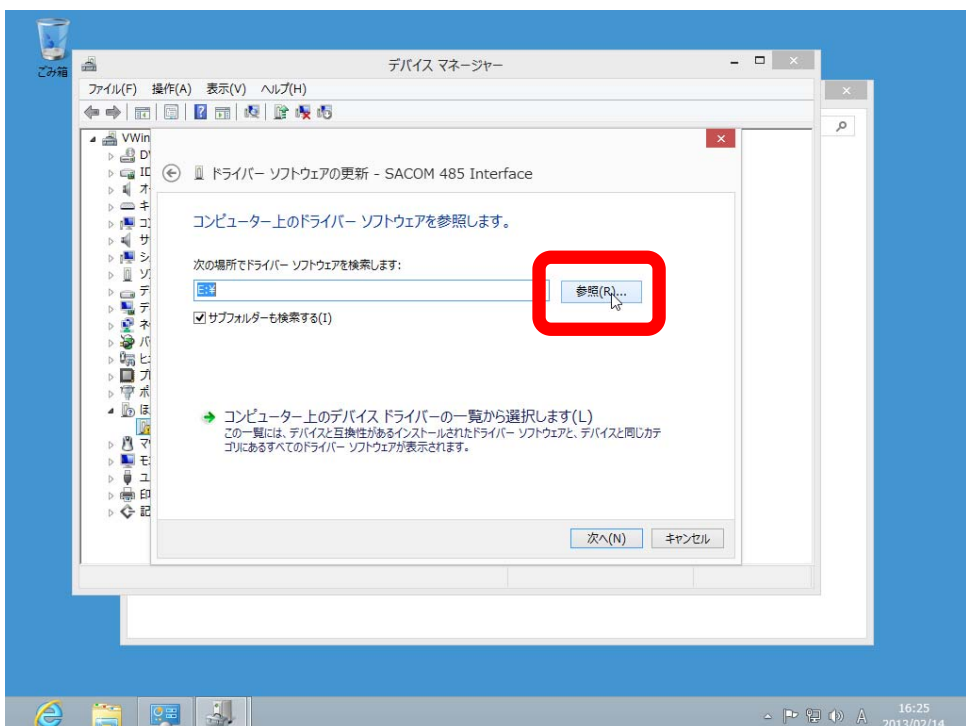 ごみ箱
デバイス マネージャー
ファイル(F) 操作(A) 表示(V) ヘルプ(H)
VWin
ドライバー ソフトウェアの更新 - SACOM 485 Interface
コンピューター上のドライバー ソフトウェアを参照します。
次の場所でドライバー ソフトウェアを検索します:
E:¥
参照(R)...
サブフォルダーも検索する(I)
コンピューター上のデバイス ドライバーの一覧から選択します(L)
この一覧には、デバイスと互換性があるインストールされたドライバー ソフトウェアと、デバイスと同じカテ
ゴリにあるすべてのドライバー ソフトウェアが表示されます。
次へ(N) キャンセル
A
16:25
2013/02/14